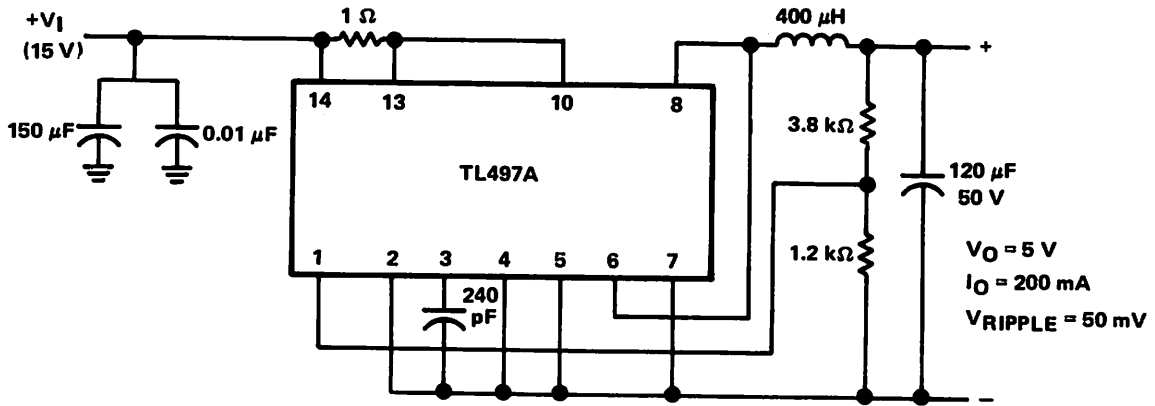 +VI
(15 V)
1 Ω
400 μH
14
13
10
8
150 μF
0.01 μF
3.8 kΩ
TL497A
120 μF
50 V
1.2 kΩ
1
2
3
4
5
6
7
240
pF
VO = 5 V
IO = 200 mA
VRIPPLE = 50 mV
+
−